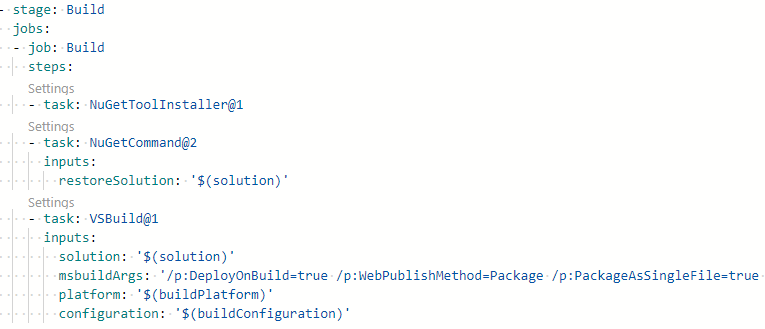 - stage: Build
jobs:
- job: Build
steps:
Settings
- task: NuGetToolInstaller@1
Settings
- task: NuGetCommand@2
inputs:
restoreSolution: '$(solution)'
Settings
- task: VSBuild@1
inputs:
solution: '$(solution)'
msbuildArgs: '/p:DeployOnBuild=true /p:WebPublishMethod=Package /p:PackageAsSingleFile=true
platform: '$(buildPlatform)'
configuration: '$(buildConfiguration)'